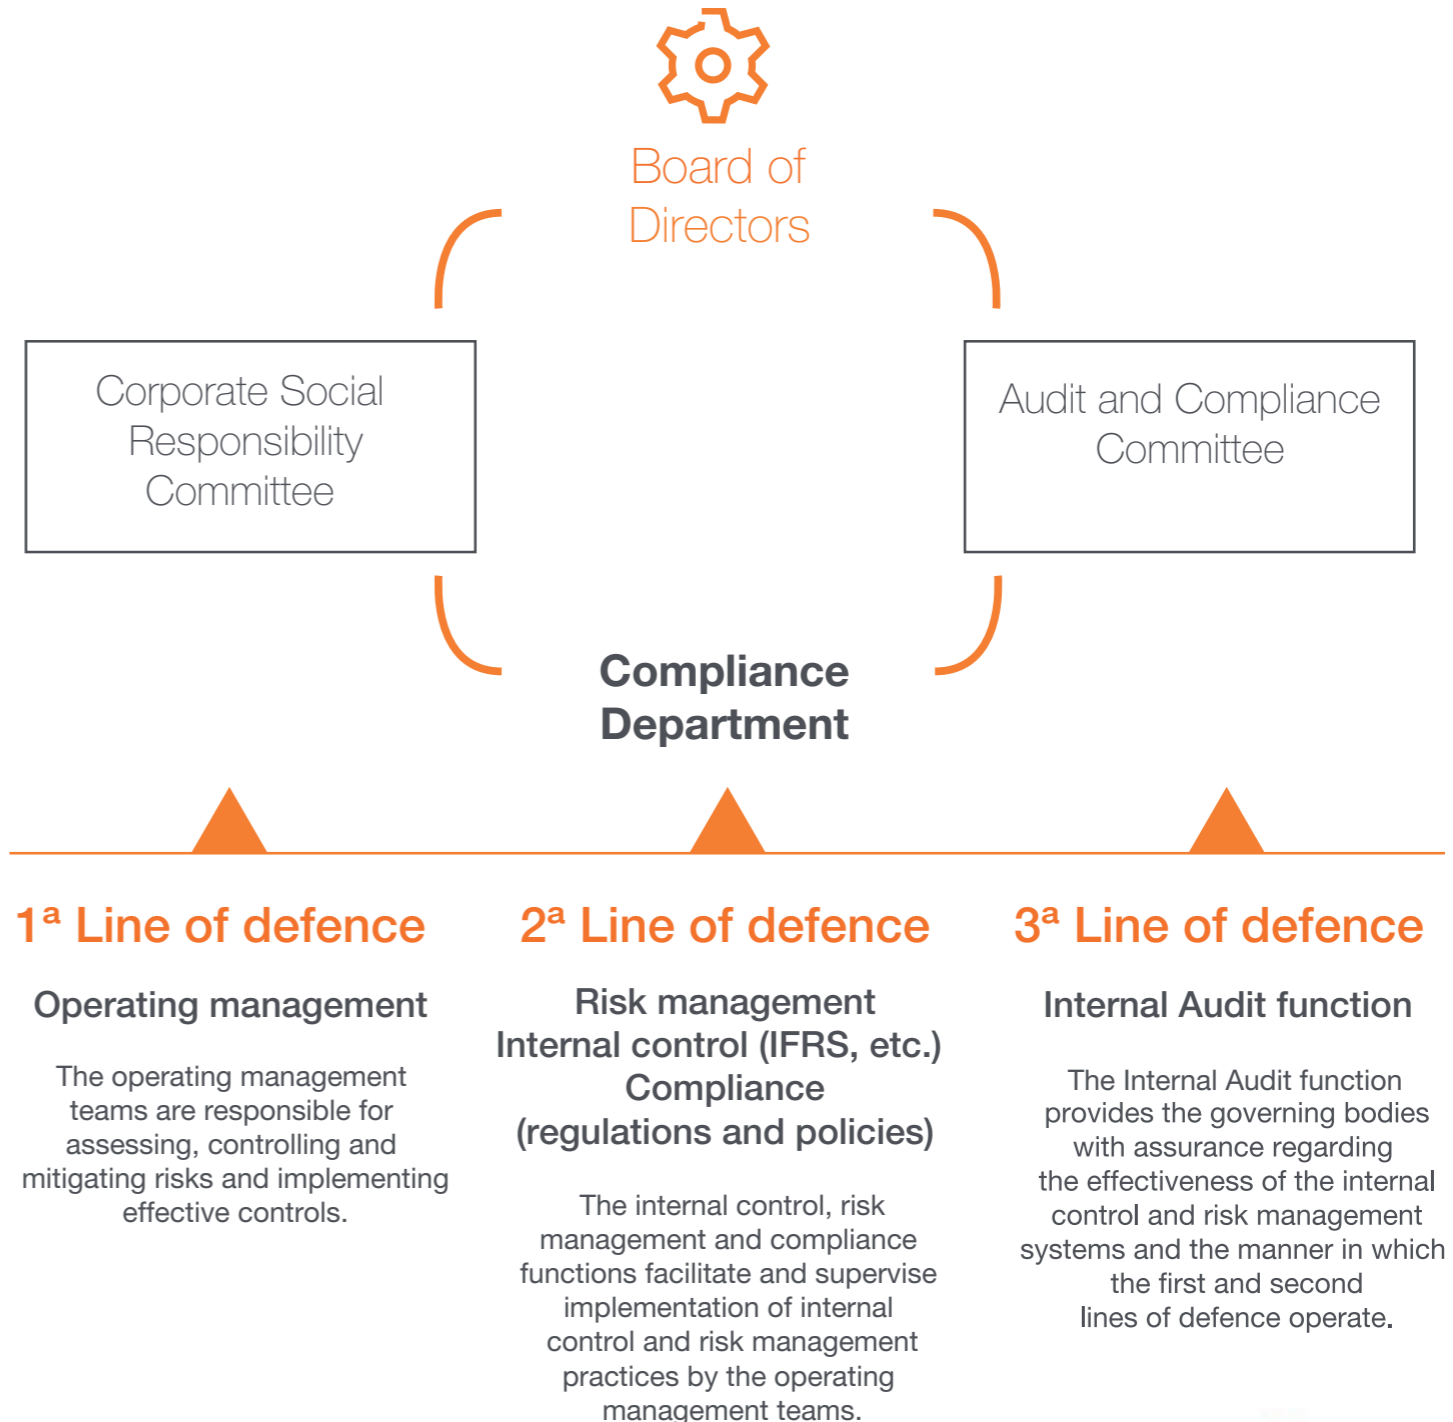 Board of
Directors
Corporate Social
Responsibility
Committee
Audit and Compliance
Committee
Compliance
Department
1ª Line of defence
Operating management
The operating management
teams are responsible for
assessing, controlling and
mitigating risks and implementing
effective controls.
2ª Line of defence
Risk management
Internal control (IFRS, etc.)
Compliance
(regulations and policies)
The internal control, risk
management and compliance
functions facilitate and supervise
implementation of internal
control and risk management
practices by the operating
management teams.
3ª Line of defence
Internal Audit function
The Internal Audit function
provides the governing bodies
with assurance regarding
the effectiveness of the internal
control and risk management
systems and the manner in which
the first and second
lines of defence operate.